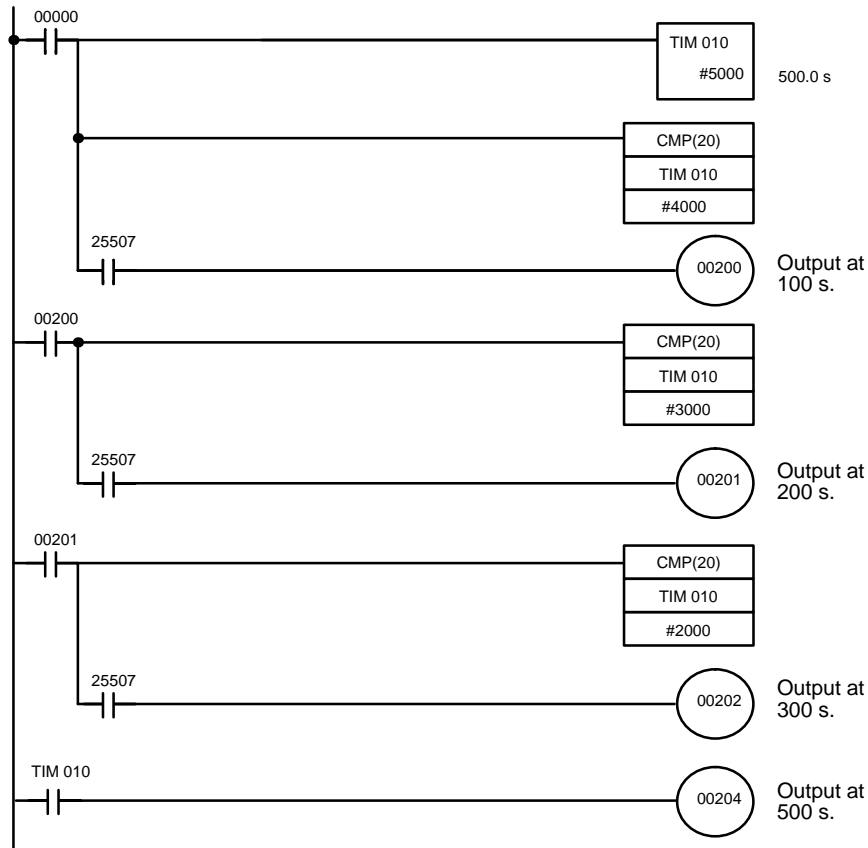 00000
TIM 010
#5000
500.0 s
CMP(20)
TIM 010
#4000
25507
00200
Output at
100 s.
00200
CMP(20)
TIM 010
#3000
25507
00201
Output at
200 s.
00201
CMP(20)
TIM 010
#2000
25507
00202
Output at
300 s.
TIM 010
00204
Output at
500 s.